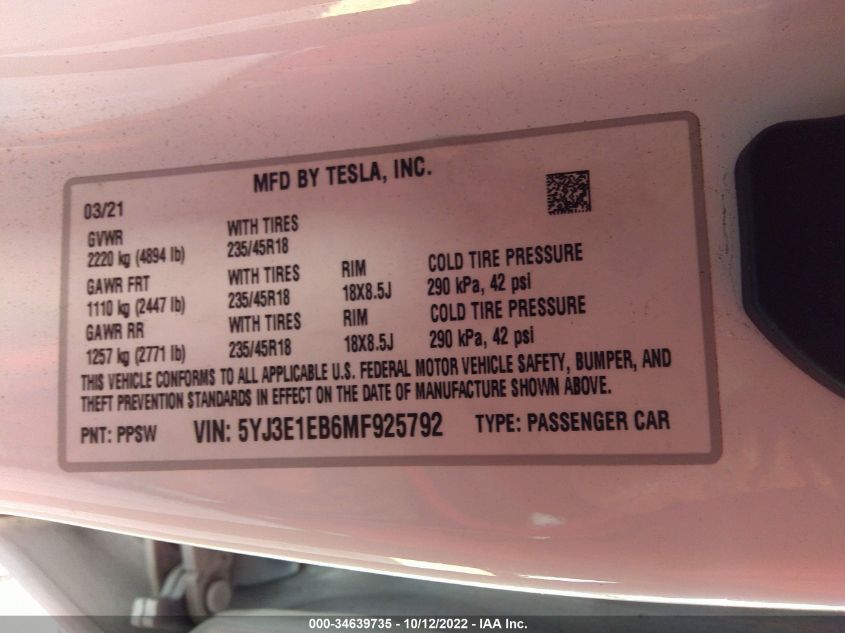 MFD BY TESLA, INC.
03/21
GVWR WITH TIRES
2220 kg (4894 lb) 235/45R18
GAWR FRT WITH TIRES RIM COLD TIRE PRESSURE
1110 kg (2447 lb) 235/45R18 18X8.5J 290 kPa, 42 psi
GAWR RR WITH TIRES RIM COLD TIRE PRESSURE
1257 kg (2771 lb) 235/45R18 18X8.5J 290 kPa, 42 psi
THIS VEHICLE CONFORMS TO ALL APPLICABLE U.S. FEDERAL MOTOR VEHICLE SAFETY, BUMPER, AND
THEFT PREVENTION STANDARDS IN EFFECT ON THE DATE OF MANUFACTURE SHOWN ABOVE.
PNT: PPSW VIN: 5YJ3E1EB6MF925792 TYPE: PASSENGER CAR
000-34639735 - 10/12/2022 - IAA Inc.